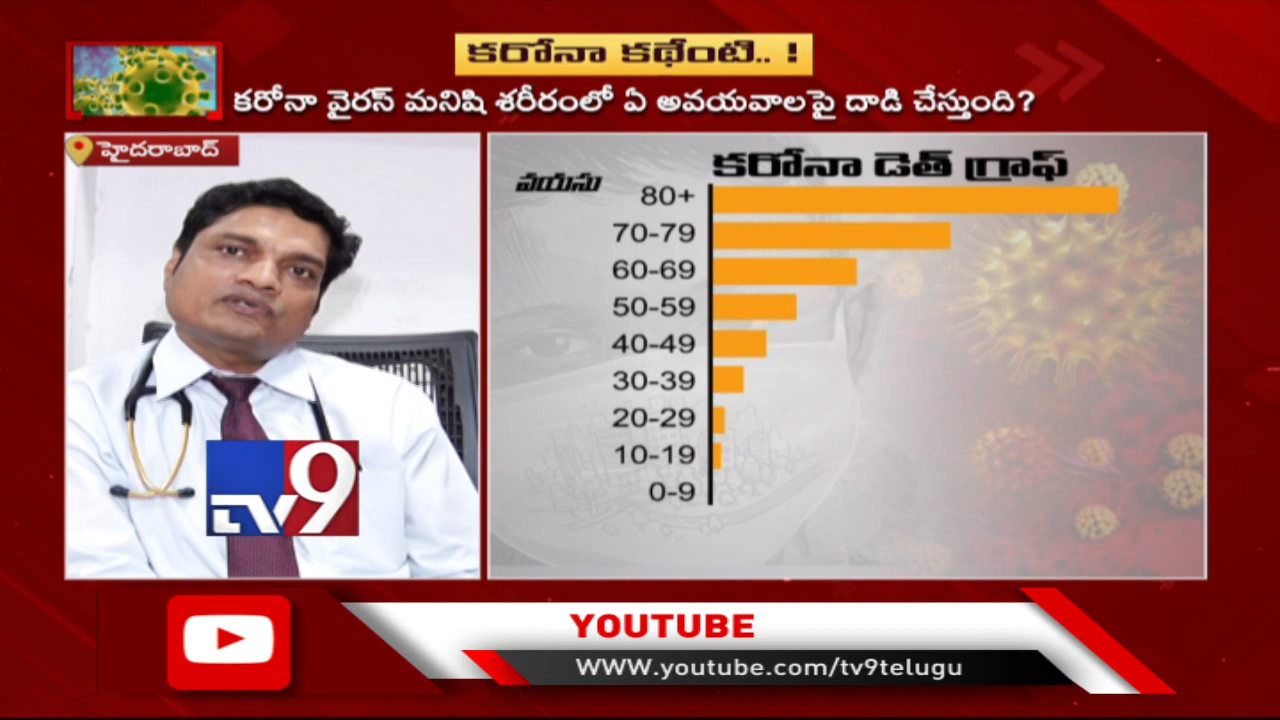 కరోనా కథేంటి.. !
కరోనా వైరస్ మనిషి శరీరంలో ఏ అవయవాలపై దాడి చేస్తుంది?
హైదరాబాద్
కరోనా డెత్ గ్రాఫ్
వయసు
80+
70-79
60-69
50-59
40-49
30-39
20-29
10-19
0-9
TV9
YOUTUBE
WWW.youtube.com/tv9telugu